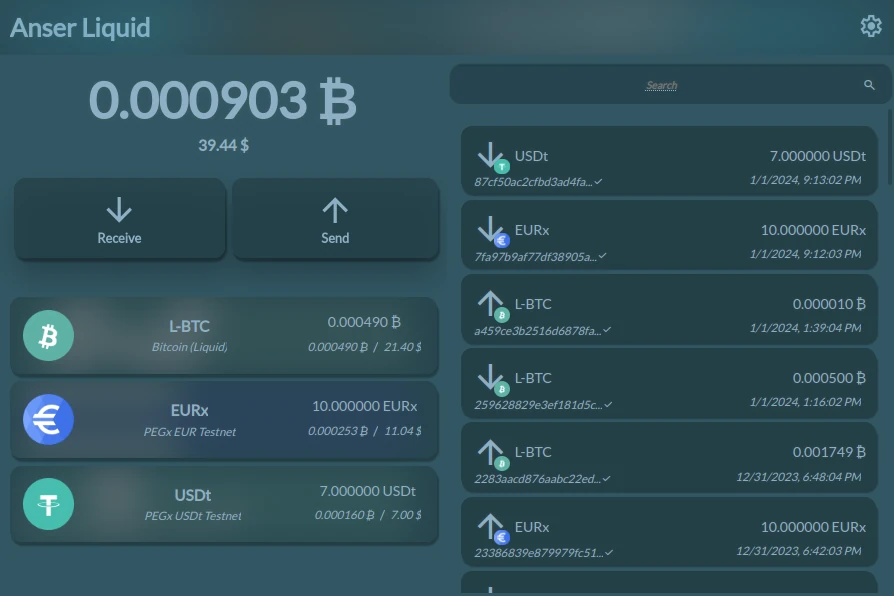 Anser Liquid
0.000903 ₿
39.44 $
Receive
Send
L-BTC
Bitcoin (Liquid)
0.000490 ₿
0.000490 ₿ / 21.40 $
EURx
PEGx EUR Testnet
10.000000 EURx
0.000253 ₿ / 11.04 $
USDt
PEGx USDt Testnet
7.000000 USDt
0.000160 ₿ / 7.00 $
Search
USDt
7.000000 USDt
87cf50ac2cfbd3ad4fa...
1/1/2024, 9:13:02 PM
EURx
10.000000 EURx
7fa97b9af77df38905a...
1/1/2024, 9:12:03 PM
L-BTC
0.000010 ₿
a459ce3b2516d6878fa...
1/1/2024, 1:39:04 PM
L-BTC
0.000500 ₿
259628829e3ef181d5c...
1/1/2024, 1:16:02 PM
L-BTC
0.001749 ₿
2283aacd876aabc22ed...
12/31/2023, 6:48:04 PM
EURx
10.000000 EURx
23386839e879979fc51...
12/31/2023, 6:42:03 PM